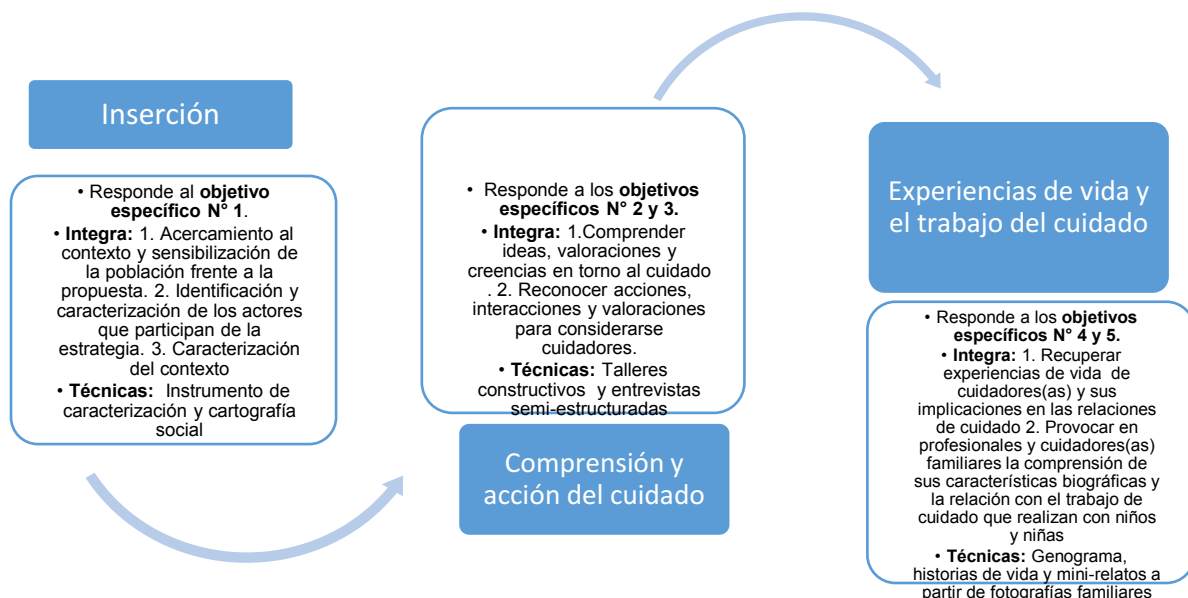 Inserción
• Responde al objetivo
específico N° 1.
• Integra: 1. Acercamiento al
contexto y sensibilización de
la población frente a la
propuesta. 2. Identificación y
caracterización de los actores
que participan de la
estrategia. 3. Caracterización
del contexto
• Técnicas: Instrumento de
caracterización y cartografía
social
• Responde a los objetivos
específicos N° 2 y 3.
• Integra: 1.Comprender
ideas, valoraciones y
creencias en torno al cuidado
. 2. Reconocer acciones,
interacciones y valoraciones
para considerarse
cuidadores.
• Técnicas: Talleres
constructivos y entrevistas
semi-estructuradas
Comprensión y
acción del cuidado
Experiencias de vida y
el trabajo del cuidado
• Responde a los objetivos
específicos N° 4 y 5.
• Integra: 1. Recuperar
experiencias de vida de
cuidadores(as) y sus
implicaciones en las relaciones
de cuidado 2. Provocar en
profesionales y cuidadores(as)
familiares la comprensión de
sus características biográficas y
la relación con el trabajo de
cuidado que realizan con niños
y niñas
• Técnicas: Genograma,
historias de vida y mini-relatos a
partir de fotografías familiares